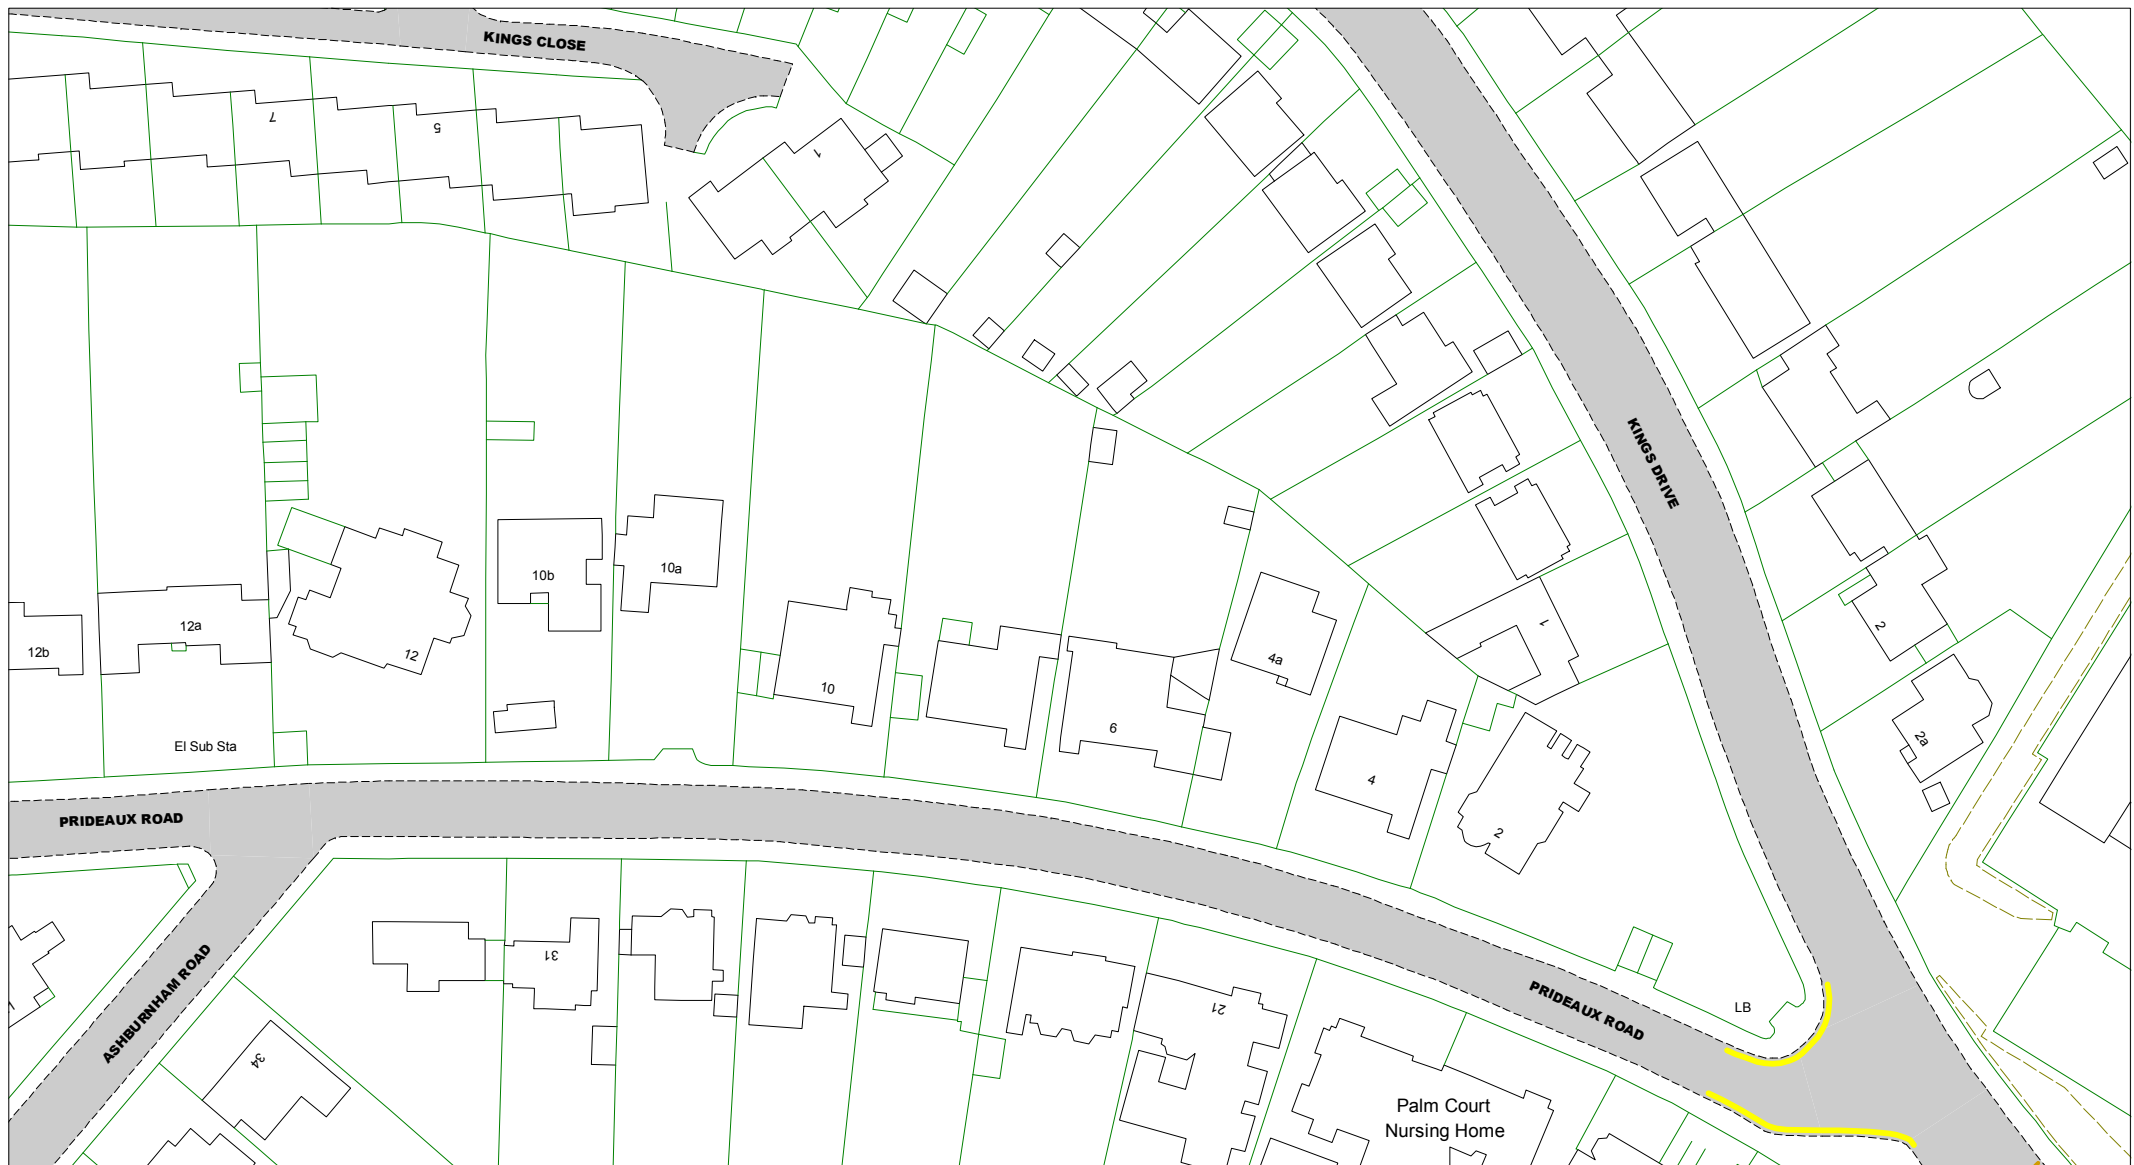 KINGS CLOSE
7
5
1
KINGS DRIVE
10b
10a
12a
12b
12
10
6
4a
4
2
1
2
2a
El Sub Sta
PRIDEAUX ROAD
ASHBURNHAM ROAD
31
34
21
PRIDEAUX ROAD
LB
Palm Court
Nursing Home